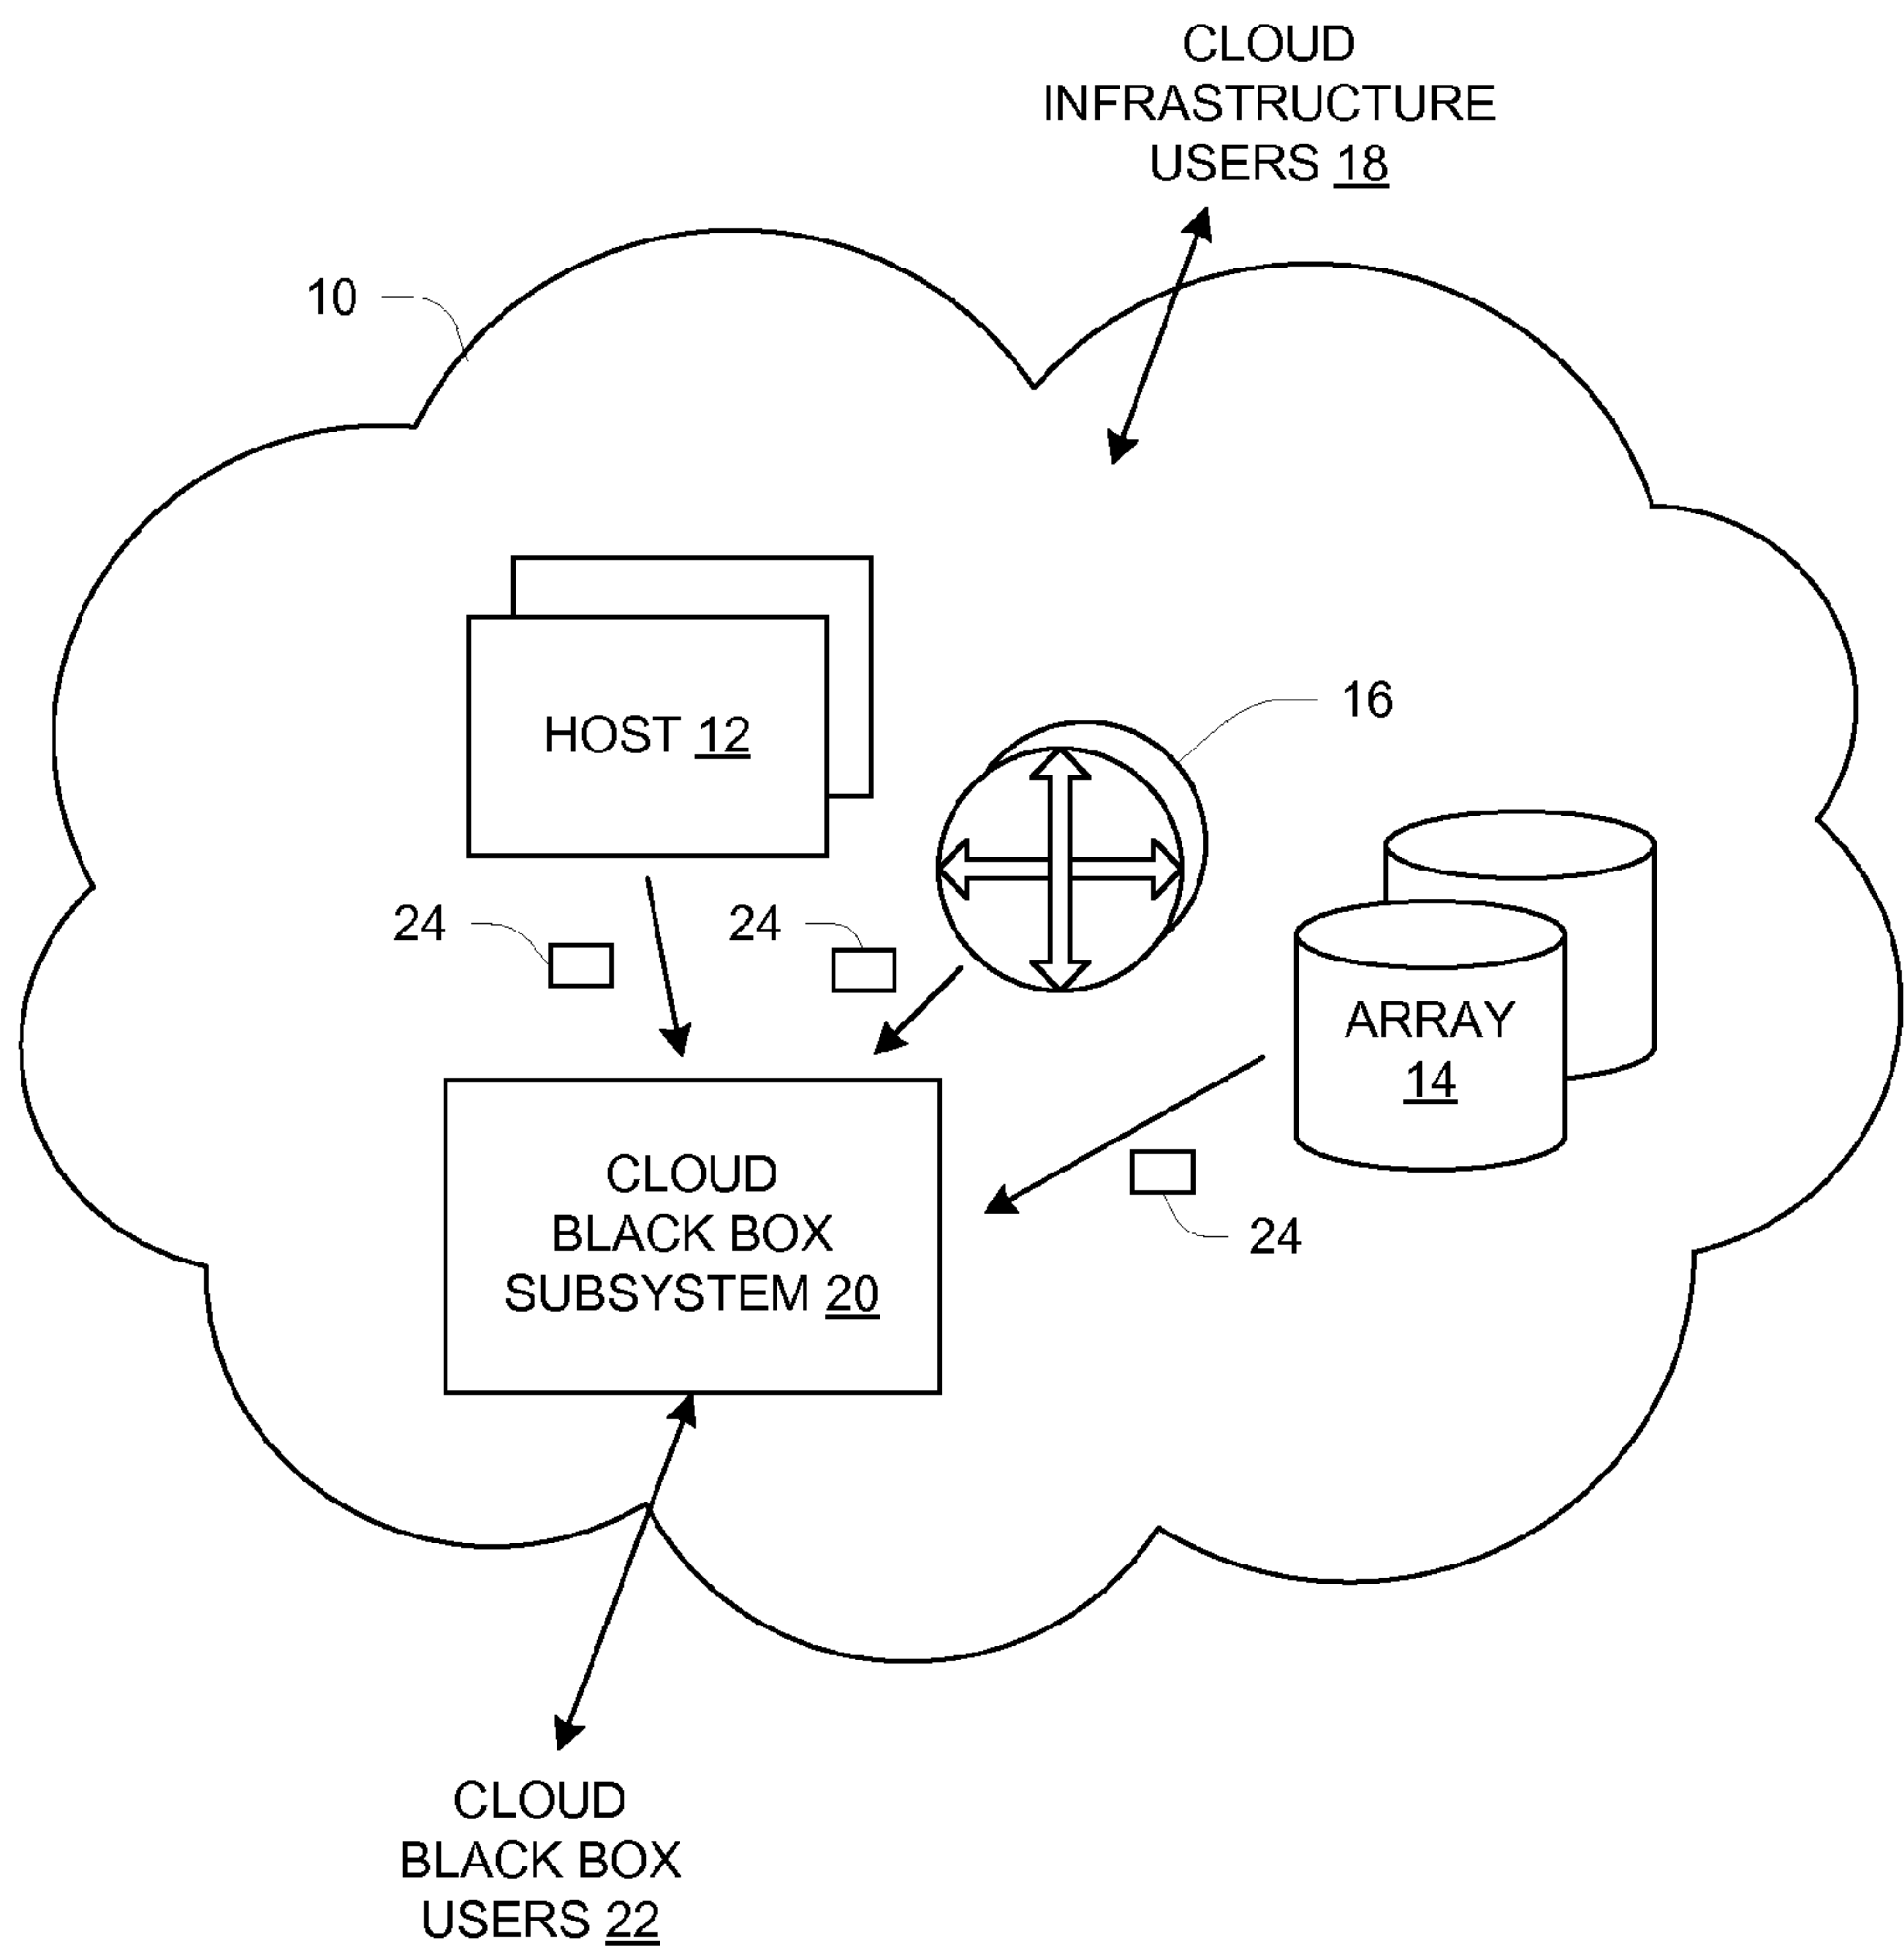 CLOUD
INFRASTRUCTURE
USERS 18
10
HOST 12
16
24
24
ARRAY
14
CLOUD
BLACK BOX
SUBSYSTEM 20
24
CLOUD
BLACK BOX
USERS 22